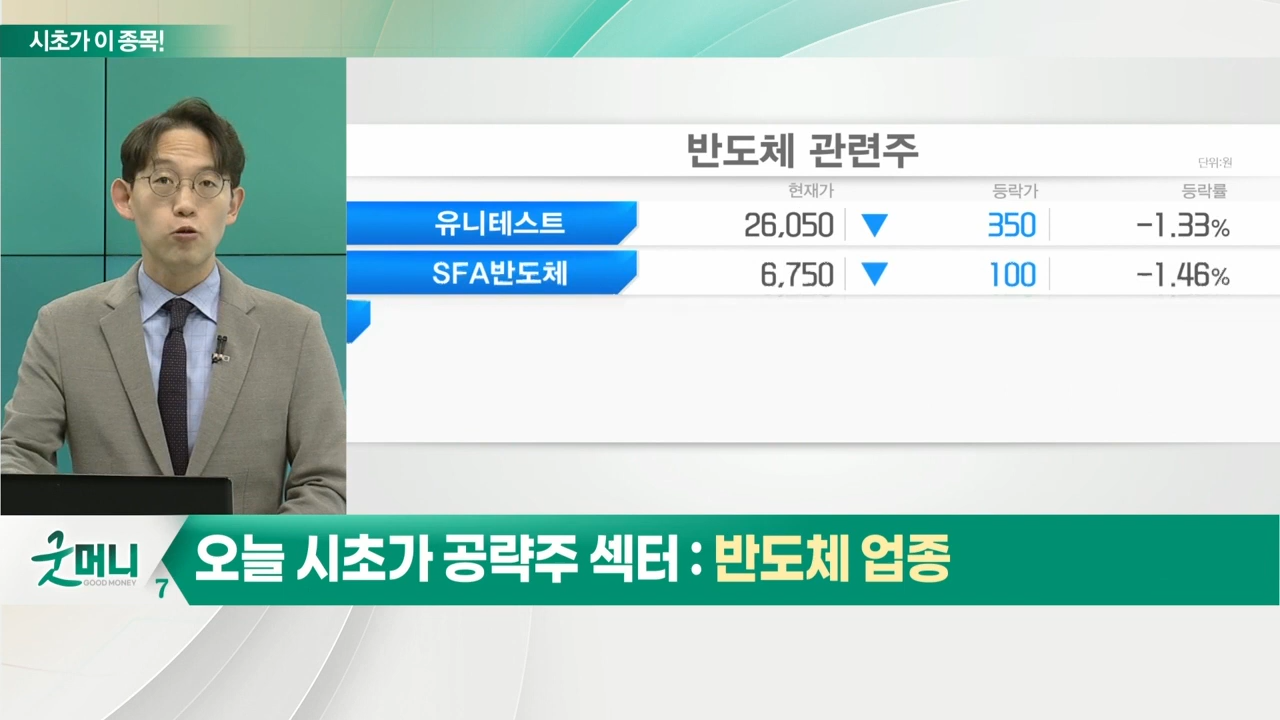 시초가 이 종목!
반도체 관련주
단위:원
현재가 등락가 등락률
유니테스트 26,050 ▼ 350 -1.33%
SFA반도체 6,750 ▼ 100 -1.46%
굿머니 7
GOOD MONEY
오늘 시초가 공략주 섹터 : 반도체 업종